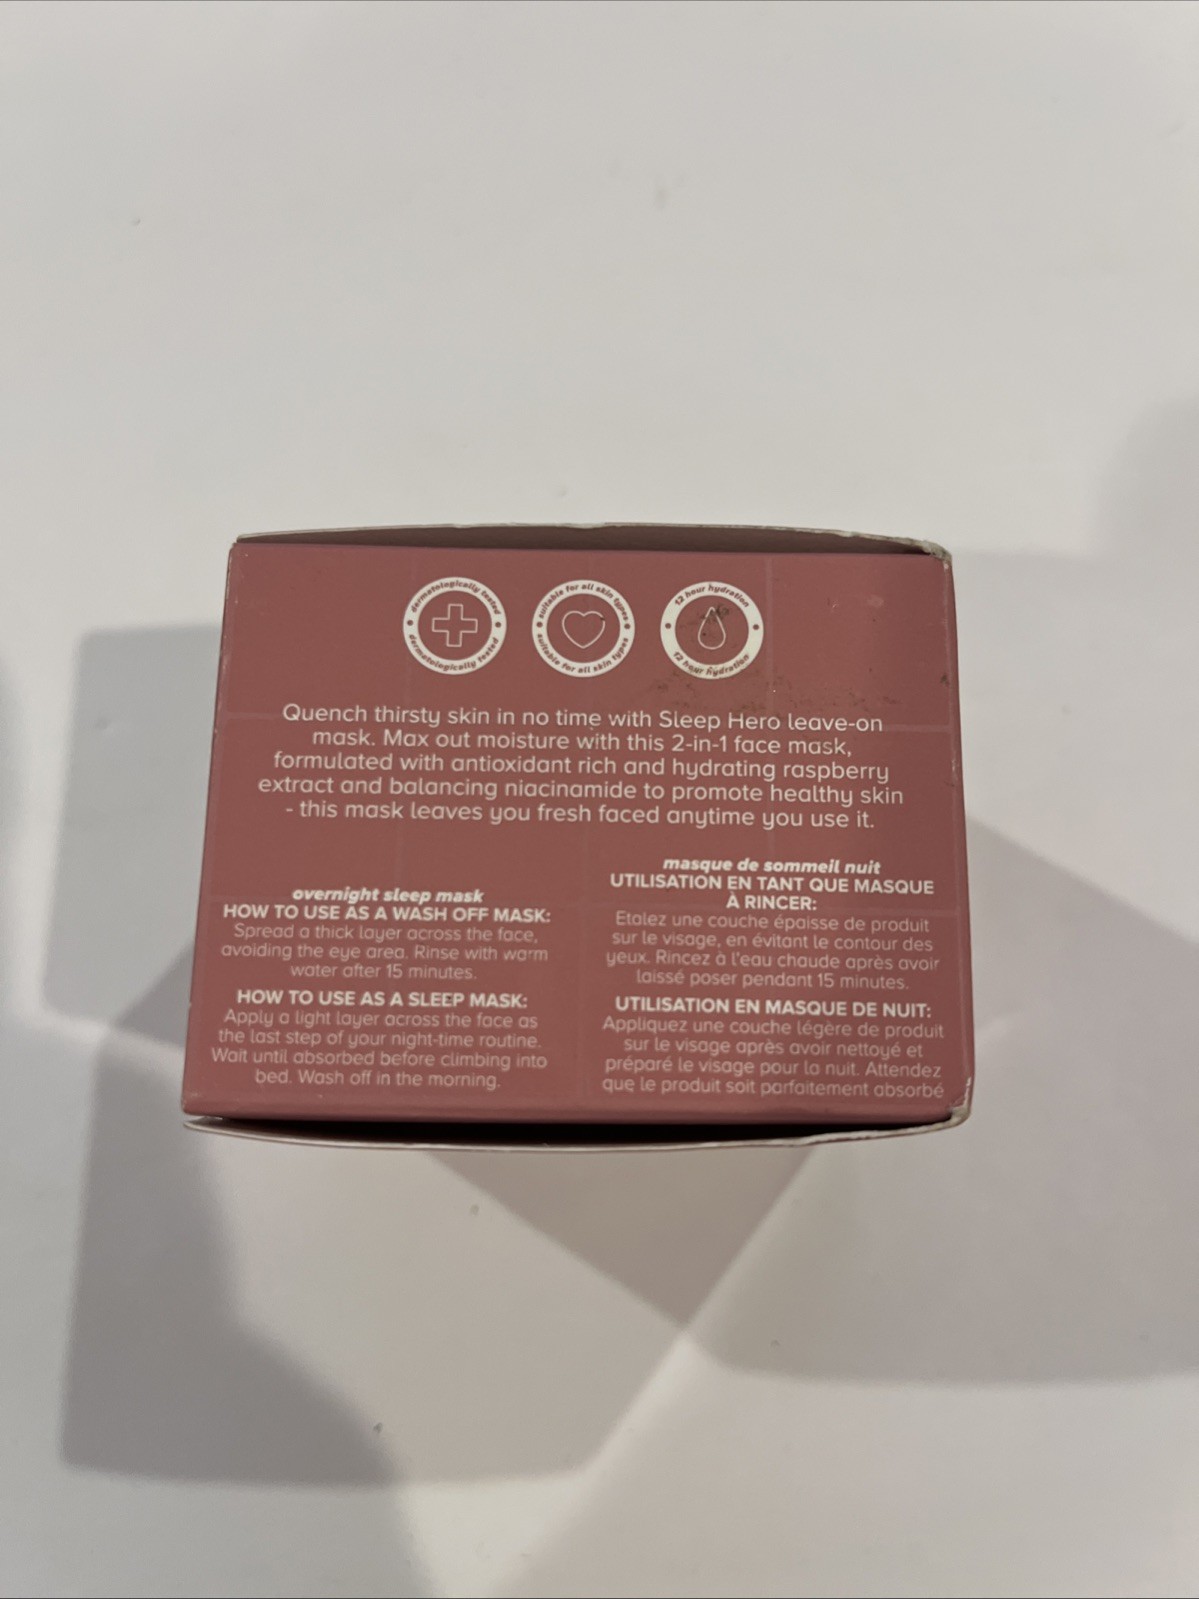 dermatologically tested
dermatologically tested
suitable for all skin types
suitable for all skin types
12 hour hydration
12 hour hydration
Quench thirsty skin in no time with Sleep Hero leave-on
mask. Max out moisture with this 2-in-1 face mask,
formulated with antioxidant rich and hydrating raspberry
extract and balancing niacinamide to promote healthy skin
- this mask leaves you fresh faced anytime you use it.
overnight sleep mask
HOW TO USE AS A WASH OFF MASK:
Spread a thick layer across the face,
avoiding the eye area. Rinse with warm
water after 15 minutes.
HOW TO USE AS A SLEEP MASK:
Apply a light layer across the face as
the last step of your night-time routine.
Wait until absorbed before climbing into
bed. Wash off in the morning.
masque de sommeil nuit
UTILISATION EN TANT QUE MASQUE
À RINCER:
Etalez une couche épaisse de produit
sur le visage, en évitant le contour des
yeux. Rincez à l'eau chaude après avoir
laissé poser pendant 15 minutes.
UTILISATION EN MASQUE DE NUIT:
Appliquez une couche légère de produit
sur le visage après avoir nettoyé et
préparé le visage pour la nuit. Attendez
que le produit soit parfaitement absorbé